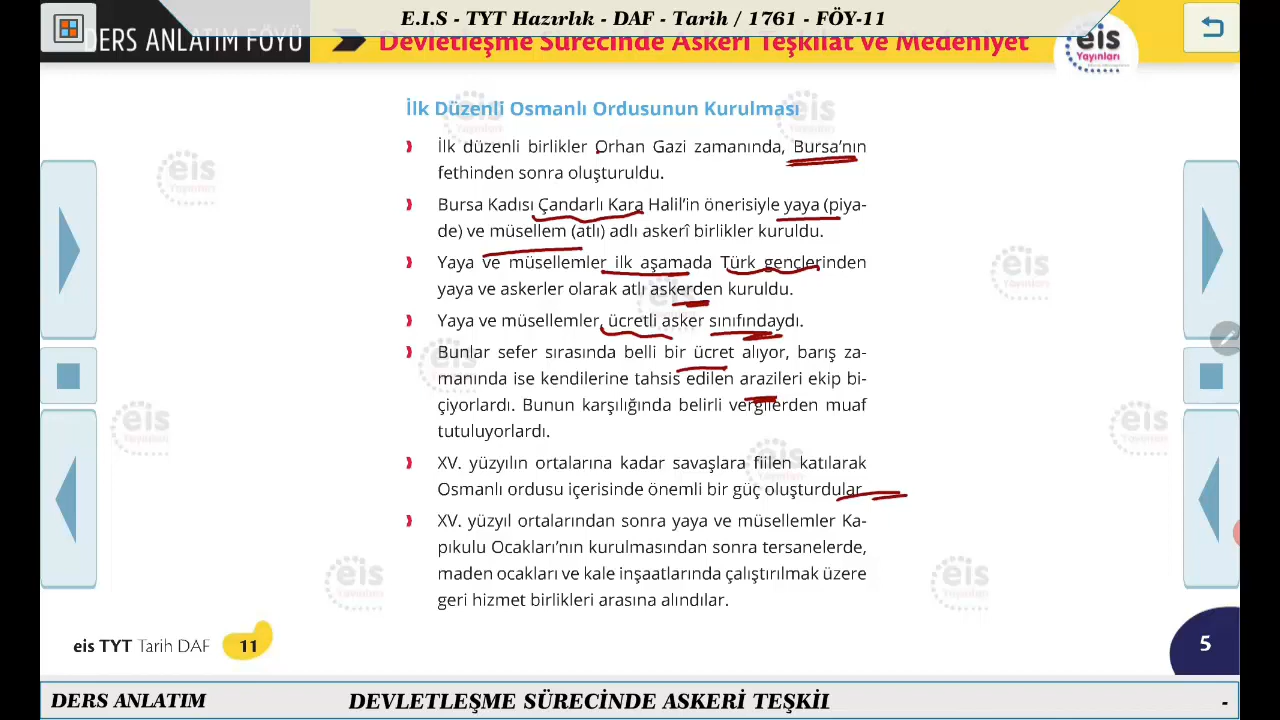 E.I.S - TYT Hazırlık - DAF - Tarih / 1761 - FÖY-11
DERS ANLATIM FÖYÜ
Devletleşme Sürecinde Askeri Teşkilat ve Medeniyet
eis
Yayınları
İlk Düzenli Osmanlı Ordusunun Kurulması
İlk düzenli birlikler Orhan Gazi zamanında, Bursa’nın
fethinden sonra oluşturuldu.
Bursa Kadısı Çandarlı Kara Halil’in önerisiyle yaya (piya-
de) ve müsellem (atlı) adlı askerî birlikler kuruldu.
Yaya ve müsellemler ilk aşamada Türk gençlerinden
yaya ve askerler olarak atlı askerden kuruldu.
Yaya ve müsellemler, ücretli asker sınıfındaydı.
Bunlar sefer sırasında belli bir ücret alıyor, barış za-
manında ise kendilerine tahsis edilen arazileri ekip bi-
çiyorlardı. Bunun karşılığında belirli vergilerden muaf
tutuluyorlardı.
XV. yüzyılın ortalarına kadar savaşlara fiilen katılarak
Osmanlı ordusu içerisinde önemli bir güç oluşturdular.
XV. yüzyıl ortalarından sonra yaya ve müsellemler Ka-
pıkulu Ocakları’nın kurulmasından sonra tersanelerde,
maden ocakları ve kale inşaatlarında çalıştırılmak üzere
geri hizmet birlikleri arasına alındılar.
eis TYT Tarih DAF 11
5
DERS ANLATIM DEVLETLEŞME SÜRECİNDE ASKERİ TEŞKİL -